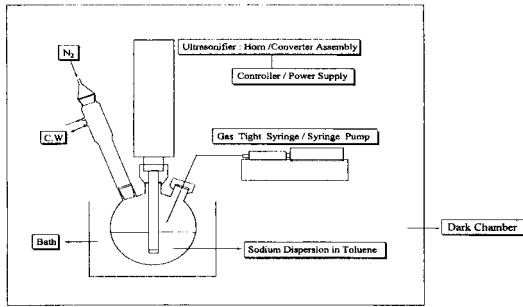 Ultrasonifier : Horn /Converter Assembly
N2
Controller / Power Supply
C.W
Gas Tight Syringe / Syringe Pump
Dark Chamber
Bath
Sodium Dispersion in Toluene